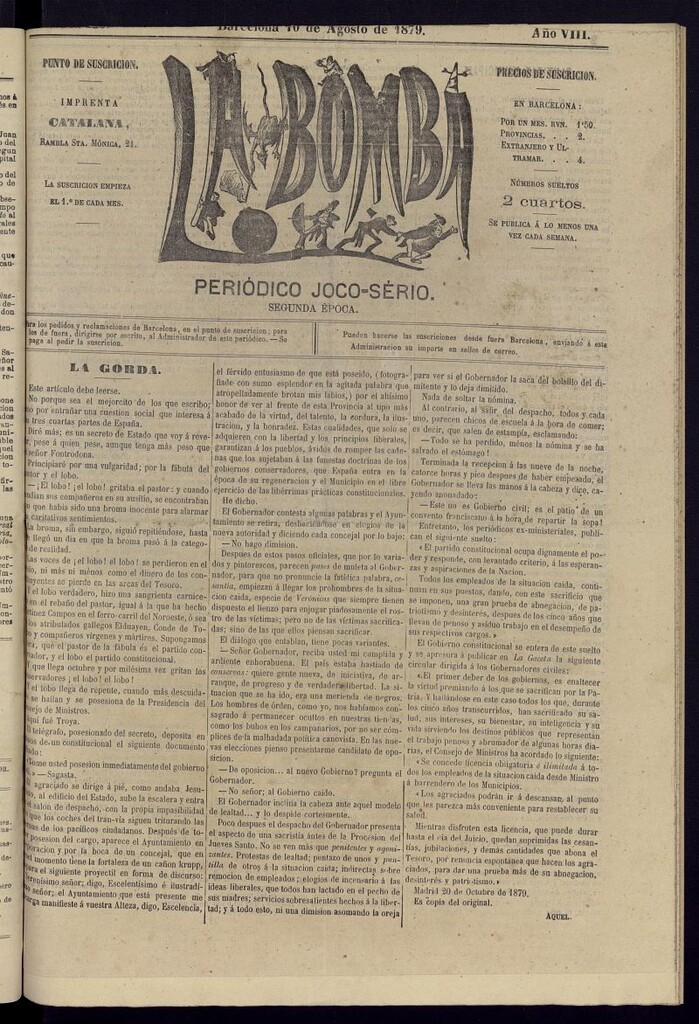 Barcelona 10 de Agosto de 1879.
Año VIII.
PUNTO DE SUSCRICION.
IMPRENTA
CATALANA,
RAMBLA STA. MÓNICA, 21.
LA SUSCRICION EMPIEZA
EL 1.º DE CADA MES.
LA BOMBA
PRECIOS DE SUSCRICION.
EN BARCELONA:
POR UN MES. RVN. 1'50.
PROVINCIAS. . . 2.
EXTRANJERO Y UL-
TRAMAR. . . 4.
NÚMEROS SUELTOS
2 cuartos.
SE PUBLICA Á LO MENOS UNA
VEZ CADA SEMANA.
PERIÓDICO JOCO-SÉRIO.
SEGUNDA ÉPOCA.
los pedidos y reclamaciones de Barcelona, en el punto de suscricion; para
los de fuera, dirigirse por escrito, al Administrador de este periódico.—Se
paga al pedir la suscricion.
Pueden hacerse las suscriciones desde fuera Barcelona, enviando á esta
Administracion su importe en sellos de correo.
LA GORDA.
Este artículo debe leerse.
No porque sea el mejorcito de los que escribo;
por entrañar una cuestion social que interesa á
tres cuartas partes de España.
Diré más; es un secreto de Estado que voy á reve-
pese á quien pese, aunque tenga más peso que
señor Fontrodona.
Principiaré por una vulgaridad; por la fábula del
pastor y el lobo.
—¡El lobo! ¡el lobo! gritaba el pastor: y cuando
sus compañeros en su auxilio, se encontraban
que habia sido una broma inocente para alarmar
caritativos sentimientos.
broma, sin embargo, siguió repitiéndose, hasta
llegó un dia en que la broma pasó á la catego-
de realidad.
voces de ¡el lobo! ¡el lobo! se perdieron en el
ni más ni ménos como el dinero de los con-
se pierde en las arcas del Tesoro.
el lobo verdadero, hizo una sangrienta carnice-
en el rebaño del pastor, igual á la que ha hecho
Campos en el ferro-carril del Noroeste, ó sea
los atribulados gallegos Elduayen, Conde de To-
y compañeros vírgenes y mártires. Supongamos
que el pastor de la fábula es el partido con-
y el lobo el partido constitucional.
que llega octubre y por milésima vez gritan los
¡el lobo! ¡el lobo!
el lobo llega de repente, cuando más descuida-
se hallan y se posesiona de la Presidencia del
de Ministros.
Aquí fué Troya.
telégrafo, posesionado del secreto, deposita en
de un constitucional el siguiente documento
usted posesion inmediatamente del gobierno
» — Sagasta.
agraciado se dirige á pié, como andaba Jesu-
al edificio del Estado, sube la escalera y entra
salon de despacho, con la propia impasibilidad
que los coches del tran-via siguen triturando las
de los pacíficos ciudadanos. Despues de to-
posesion del cargo, aparece el Ayuntamiento en
y por la boca de un concejal, que en
momento tiene la fortaleza de un cañon krupp,
el siguiente proyectil en forma de discurso:
señor; digo, Escelentísimo é ilustradí-
señor; el Ayuntamiento que está presente me
manifieste á vuestra Alteza, digo, Escelencia,
el férvido entusiasmo de que está poseido, (fotogra-
fiade con sumo esplendor en la agitada palabra que
atropelladamente brotan mis labios,) por el altísimo
honor de ver al frente de esta Provincia al tipo más
acabado de la virtud, del talento, la cordura, la ilus-
tracion, y la honradez. Estas cualidades, que solo se
adquieren con la libertad y los principios liberales,
garantizan á los pueblos, ávidos de romper las cade-
nas que los sujetaban á las funestas doctrinas de los
gobiernos conservadores, que España entra en la
época de su regeneracion y el Municipio en el libre
ejercicio de las libérrimas prácticas constitucionales.
He dicho.
El Gobernador contesta algunas palabras y el Ayun-
tamiento se retira, deshaciéndose en elogios de la
nueva autoridad y diciendo cada concejal por lo bajo:
—No hago dimision.
Despues de estos pasos oficiales, que por lo varia-
dos y pintorescos, parecen pases de muleta al Gober-
nador, para que no pronuncie la fatídica palabra, ce-
santía, empiezan á llegar los prohombres de la situa-
cion caida, especie de Verónicas que siempre tienen
dispuesto el lienzo para enjugar piadosamente el ros-
tro de las víctimas; pero no de las víctimas sacrifica-
das; sino de las que ellos piensan sacrificar.
El diálogo que entablan, tiene pocas variantes.
—Señor Gobernador, reciba usted mi cumplida y
ardiente enhorabuena. El país estaba hastiado de
conservas: quiere gente nueva, de iniciativa, de ar-
ranque, de progreso y de verdadera libertad. La si-
tuacion que se ha ido, era una merienda de negros.
Los hombres de órden, como yo, nos habíamos con-
sagrado á permanecer ocultos en nuestras tiendas,
como los buhos en los campanarios, por no ser cóm-
plices de la malhadada política canovista. En las nue-
vas elecciones pienso presentarme candidato de opo-
sicion.
—De oposicion... al nuevo Gobierno? pregunta el
Gobernador.
—No señor; al Gobierno caido.
El Gobernador inclina la cabeza ante aquel modelo
de lealtad... y lo despide cortesmente.
Poco despues el despacho del Gobernador presenta
el aspecto de una sacristía antes de la Procesion del
Jueves Santo. No se ven más que penitentes y agoni-
zantes. Protestas de lealtad; puntazo de unos y pun-
tilla de otros á la situacion caida; indirectas sobre
remocion de empleados; elogios de incensario á las
ideas liberales, que todos han lactado en el pecho de
sus madres; servicios sobresalientes hechos á la liber-
tad; y á todo esto, ni una dimision asomando la oreja
para ver si el Gobernador la saca del bolsillo del di-
mitente y lo deja dimitido.
Nada de soltar la nómina.
Al contrario, al salir del despacho, todos y cada
uno, parecen chicos de escuela á la hora de comer;
es decir, que salen de estampía, esclamando:
—Todo se ha perdido, ménos la nómina y se ha
salvado el estómago!
Terminada la recepcion á las nueve de la noche,
catorce horas y pico despues de haber empezado, el
Gobernador se lleva las manos á la cabeza y dice, ca-
yendo anonadado:
—Este no es Gobierno civil; es el patio de un
convento franciscano á la hora de repartir la sopa!
Entretanto, los periódicos ex-ministeriales, publi-
can el siguiente suelto:
«El partido constitucional ocupa dignamente el po-
der y responde, con levantado criterio, á las esperan-
zas y aspiraciones de la Nacion.
Todos los empleados de la situacion caida, conti-
nuan en sus puestos, dando, con este sacrificio que
se imponen, una gran prueba de abnegacion, de pa-
triotismo y desinterés, despues de los cinco años que
llevan de penoso y asíduo trabajo en el desempeño de
sus respectivos cargos.»
El Gobierno Constitucional se entera de este suelto
y se apresura á publicar en La Gaceta la siguiente
circular dirigida á los Gobernadores civiles:
«El primer deber de los gobiernos, es enaltecer
la virtud premiando á los que se sacrifican por la Pa-
tria. Y hallándose en este caso todos los que, durante
los cinco años trascurridos, han sacrificado su sa-
lud, sus intereses, su bienestar, su inteligencia y su
vida sirviendo los destinos públicos que representan
el trabajo penoso y abrumador de algunas horas dia-
rias, el Consejo de Ministros ha acordado lo siguiente:
«Se concede licencia obligatoria é ilimitada á to-
dos los empleados de la situacion caida desde Ministro
á barrendero de los Municipios.
«Los agraciados podrán ir á descansar al punto
que les parezca más conveniente para restablecer su
salud.
Mientras disfruten esta licencia, que puede durar
hasta el dia del Juicio, quedan suprimidas las cesan-
tías, jubilaciones, y demás cantidades que abona el
Tesoro, por renuncia espontanea que hacen los agra-
ciados, para dar una prueba más de su abnegacion,
desinterés y patriotismo.»
Madrid 20 de Octubre de 1879.
Es copia del original.
AQUEL.